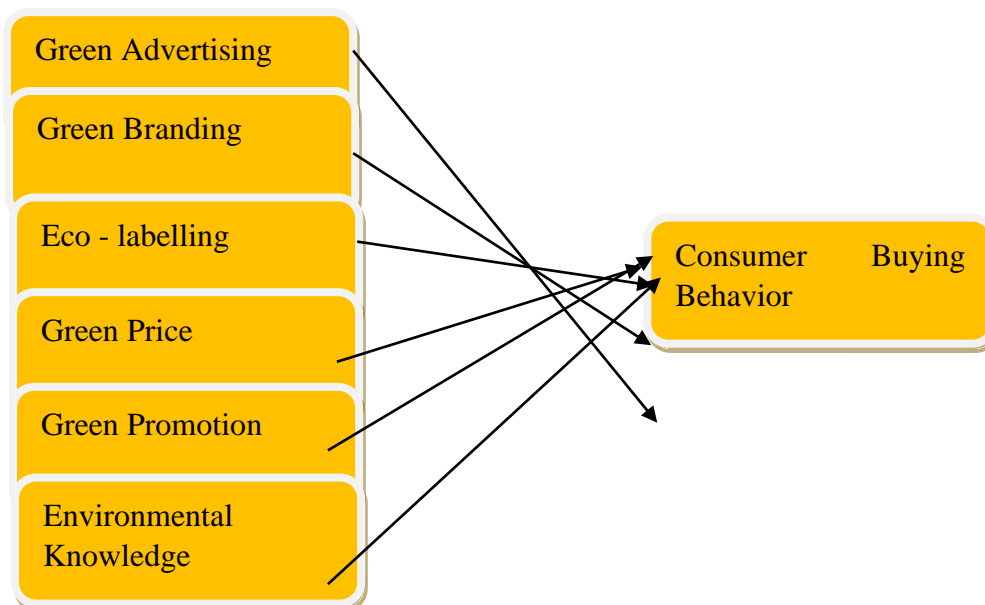 Green Advertising
Green Branding
Eco - labelling
Green Price
Green Promotion
Environmental
Knowledge
Consumer Buying
Behavior